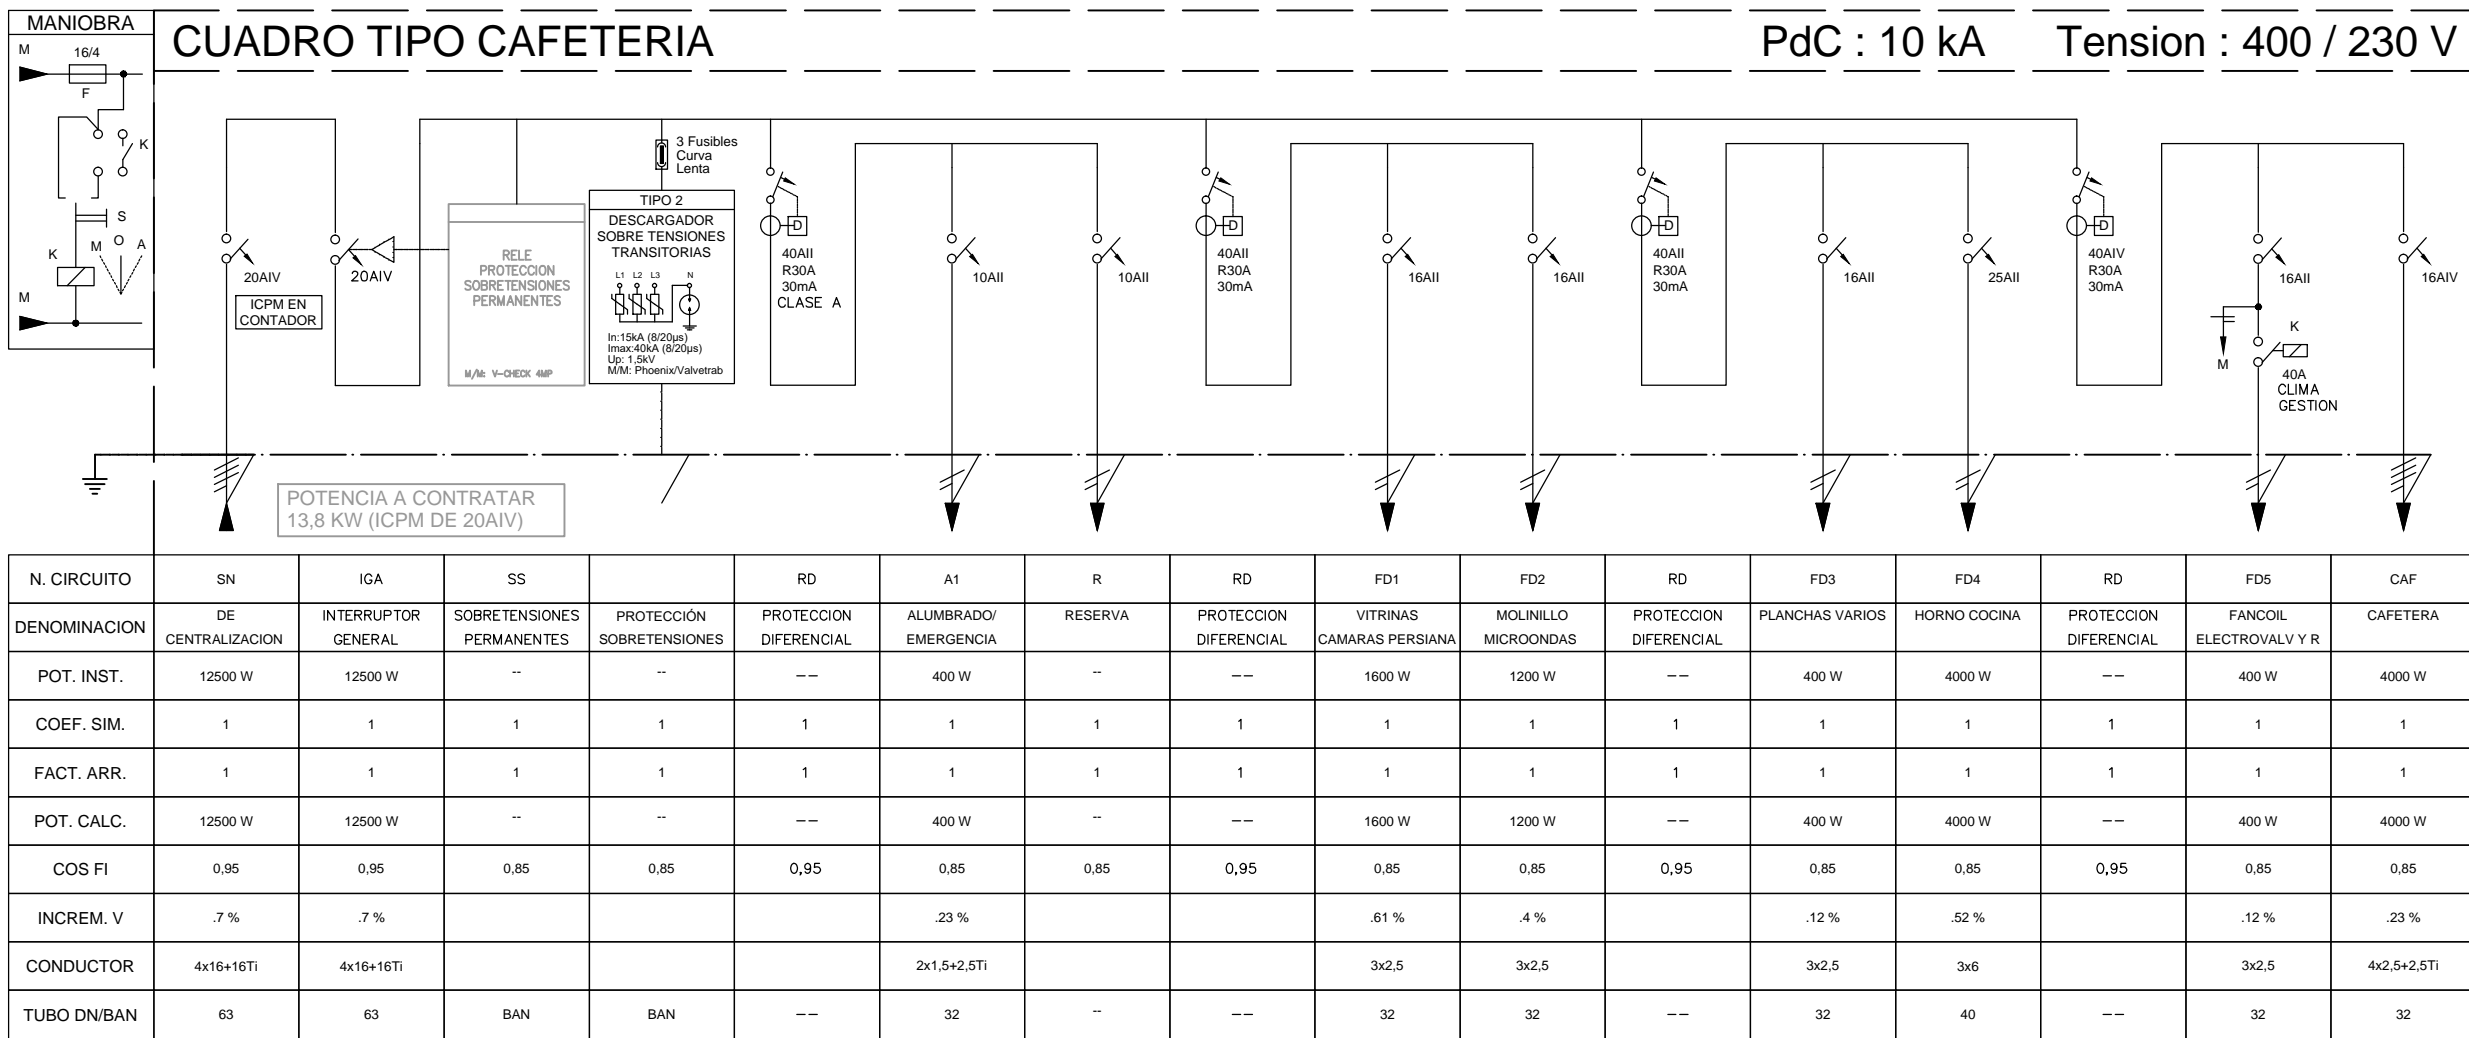 MANIOBRA
CUADRO TIPO CAFETERIA
PdC : 10 kA
Tension : 400 / 230 V
M
16/4
F
K
S
M
O
A
K
M
20AIV
ICPM EN
CONTADOR
20AIV
RELE
PROTECCION
SOBRETENSIONES
PERMANENTES
M/M: V-CHECK 4MP
3 Fusibles
Curva
Lenta
TIPO 2
DESCARGADOR
SOBRE TENSIONES
TRANSITORIAS
L1 L2 L3 N
In:15kA (8/20µs)
Imax:40kA (8/20µs)
Up: 1,5kV
M/M: Phoenix/Valvetrab
D
40AII
R30A
30mA
CLASE A
10AII
10AII
D
40AII
R30A
30mA
16AII
16AII
D
40AII
R30A
30mA
16AII
25AII
D
40AIV
R30A
30mA
16AII
M
K
40A
CLIMA
GESTION
16AIV
POTENCIA A CONTRATAR
13,8 KW (ICPM DE 20AIV)
N. CIRCUITO SN IGA SS RD A1 R RD FD1 FD2 RD FD3 FD4 RD FD5 CAF
DENOMINACION
DE CENTRALIZACION
INTERRUPTOR GENERAL
SOBRETENSIONES PERMANENTES
PROTECCIÓN SOBRETENSIONES
PROTECCION DIFERENCIAL
ALUMBRADO/ EMERGENCIA
RESERVA
PROTECCION DIFERENCIAL
VITRINAS CAMARAS PERSIANA
MOLINILLO MICROONDAS
PROTECCION DIFERENCIAL
PLANCHAS VARIOS
HORNO COCINA
PROTECCION DIFERENCIAL
FANCOIL ELECTROVALV Y R
CAFETERA
POT. INST. 12500 W 12500 W -- -- -- 400 W -- -- 1600 W 1200 W -- 400 W 4000 W -- 400 W 4000 W
COEF. SIM. 1 1 1 1 1 1 1 1 1 1 1 1 1 1 1 1
FACT. ARR. 1 1 1 1 1 1 1 1 1 1 1 1 1 1 1 1
POT. CALC. 12500 W 12500 W -- -- -- 400 W -- -- 1600 W 1200 W -- 400 W 4000 W -- 400 W 4000 W
COS FI 0,95 0,95 0,85 0,85 0,95 0,85 0,85 0,95 0,85 0,85 0,95 0,85 0,85 0,95 0,85 0,85
INCREM. V .7 % .7 % .23 % .61 % .4 % .12 % .52 % .12 % .23 %
CONDUCTOR 4x16+16Ti 4x16+16Ti 2x1,5+2,5Ti 3x2,5 3x2,5 3x2,5 3x6 3x2,5 4x2,5+2,5Ti
TUBO DN/BAN 63 63 BAN BAN -- 32 -- -- 32 32 -- 32 40 -- 32 32